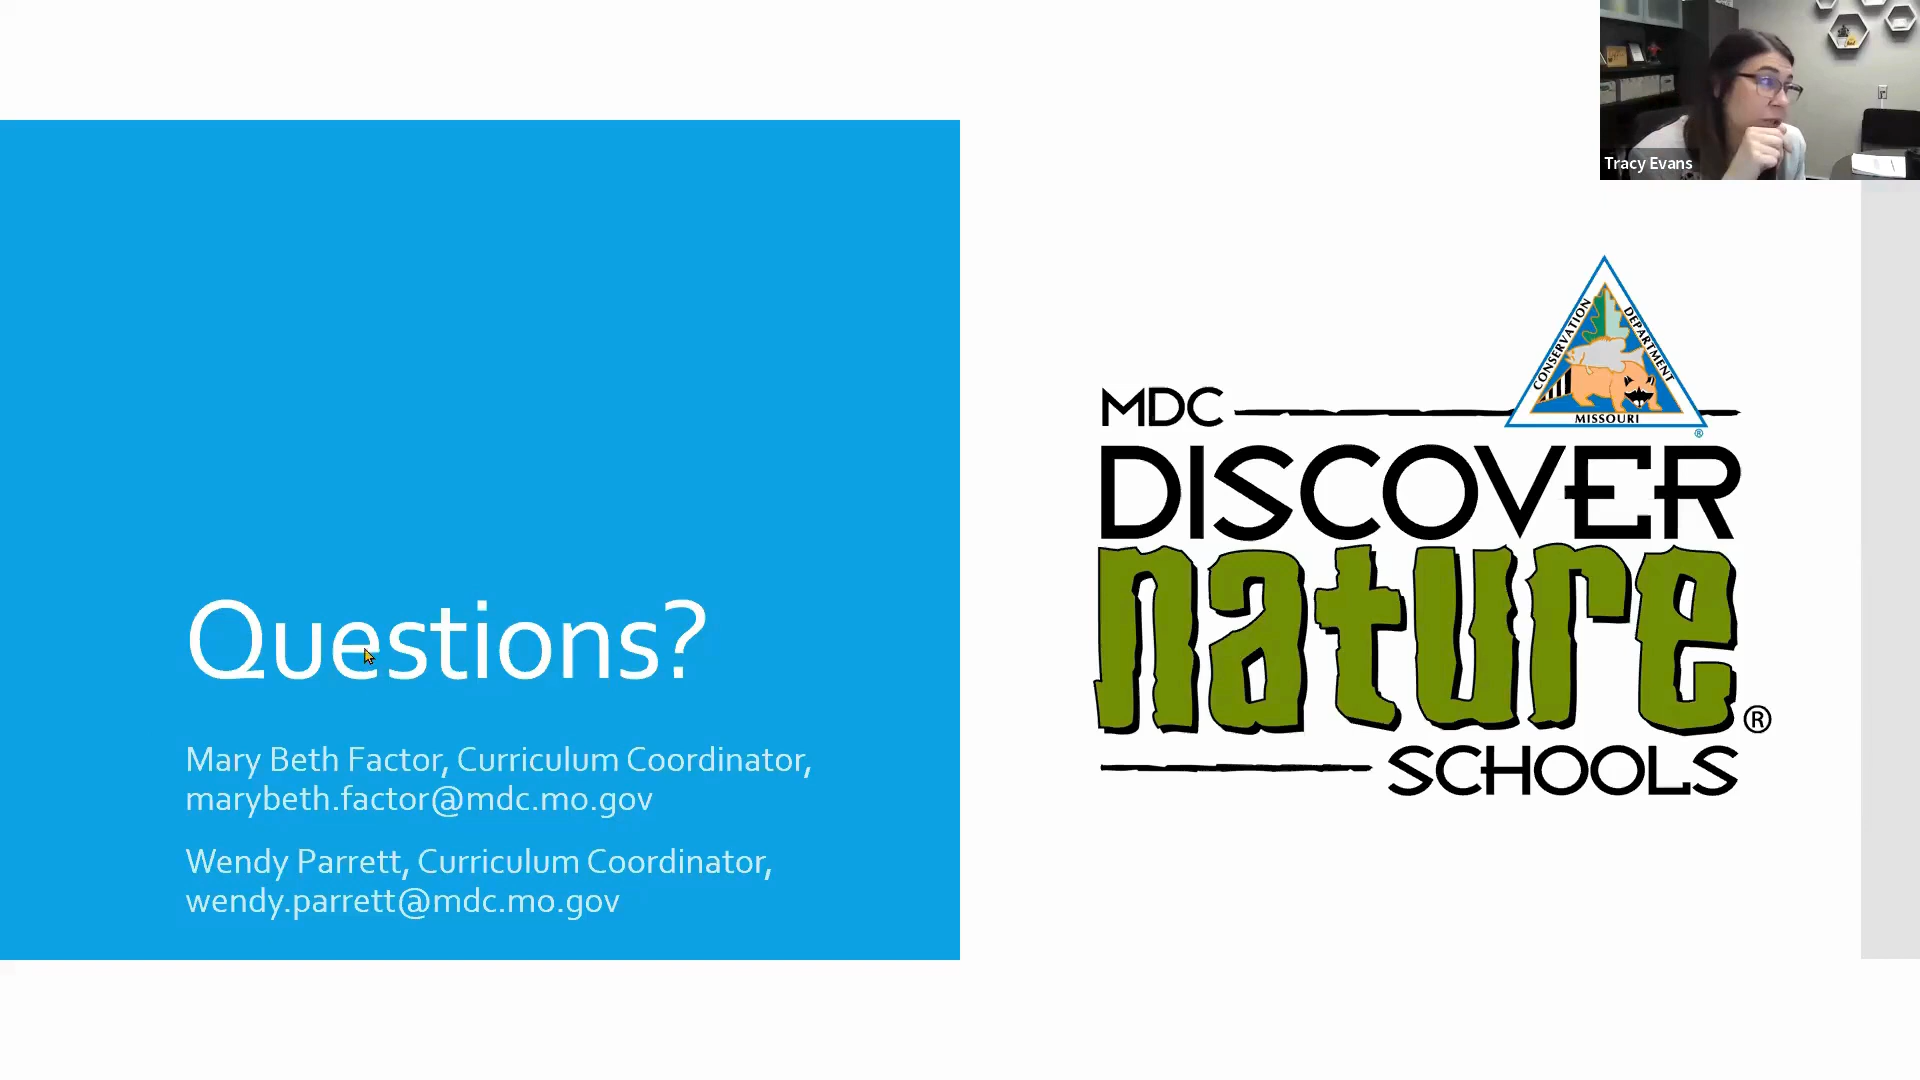 Tracy Evans
CONSERVATION
DEPARTMENT
MISSOURI
®
MDC
DISCOVER
nature®
SCHOOLS
Questions?
Mary Beth Factor, Curriculum Coordinator,
marybeth.factor@mdc.mo.gov
Wendy Parrett, Curriculum Coordinator,
wendy.parrett@mdc.mo.gov